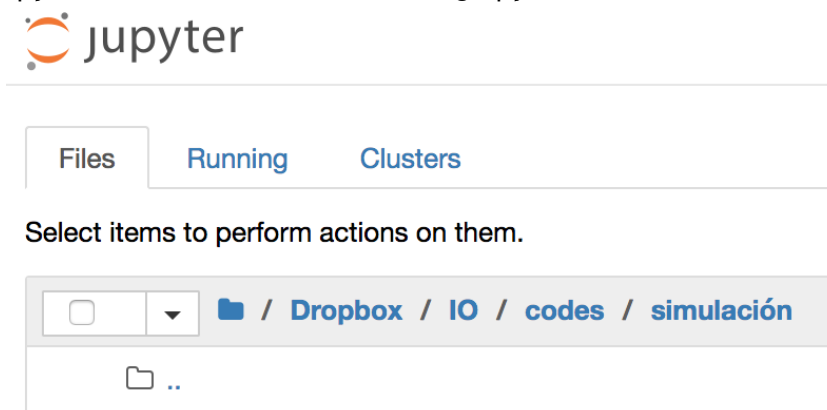 jupyter
Files Running Clusters
Select items to perform actions on them.
/ Dropbox / IO / codes / simulación
..